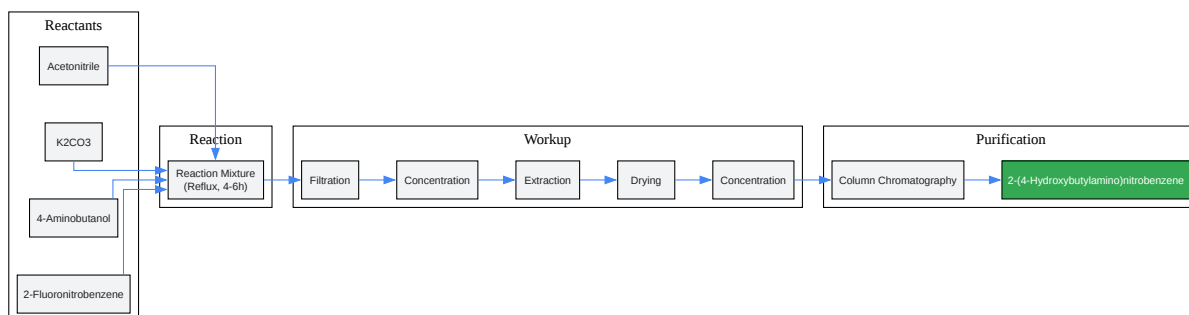 Reactants
Acetonitrile
K2CO3
4-Aminobutanol
2-Fluoronitrobenzene
Reaction
Reaction Mixture
(Reflux, 4-6h)
Workup
Filtration
Concentration
Extraction
Drying
Concentration
Purification
Column Chromatography
2-(4-Hydroxybutylamino)nitrobenzene